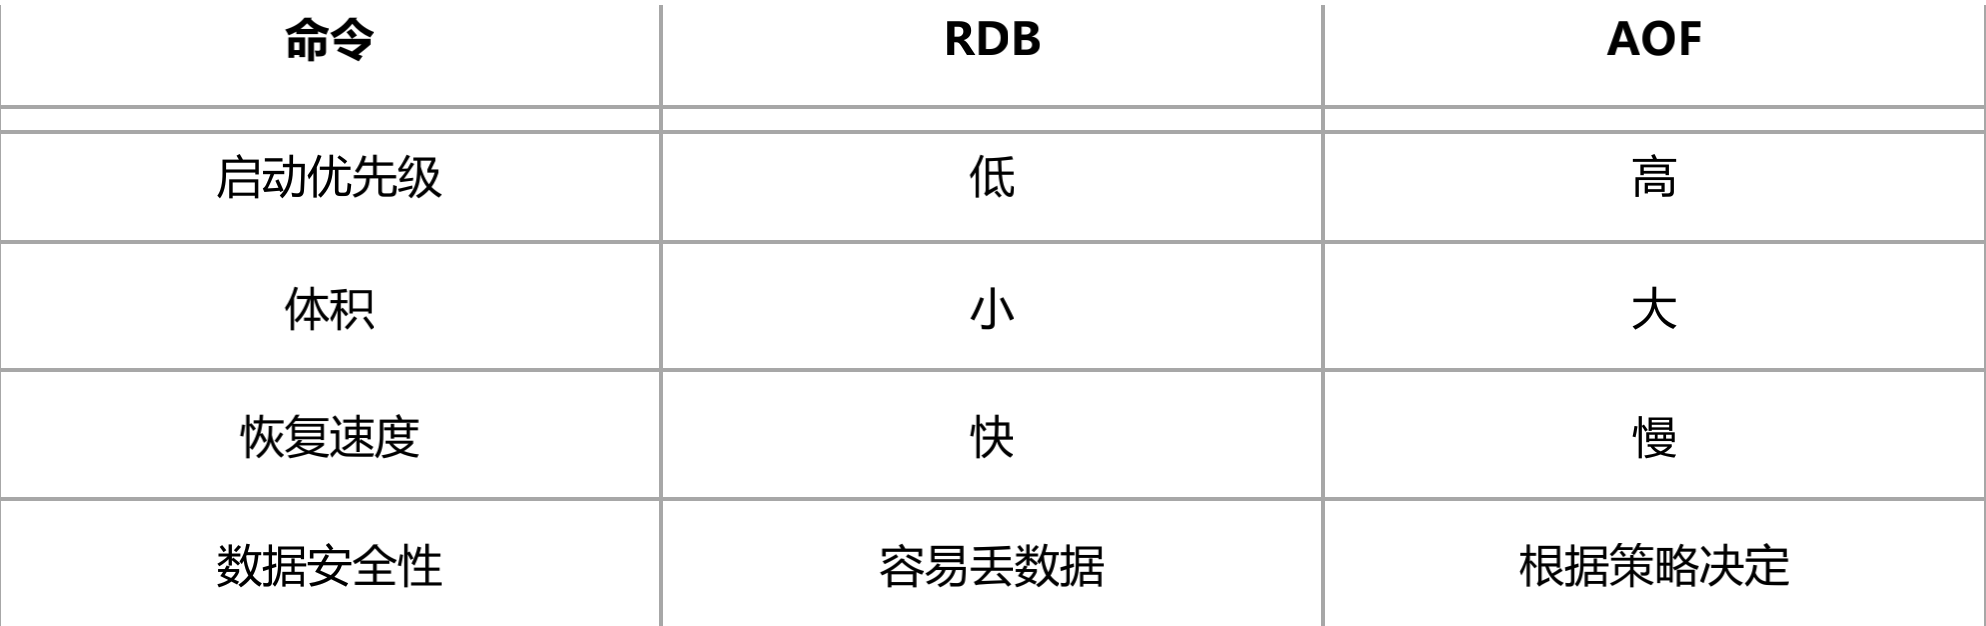 命令 RDB AOF
启动优先级 低 高
体积 小 大
恢复速度 快 慢
数据安全性 容易丢数据 根据策略决定